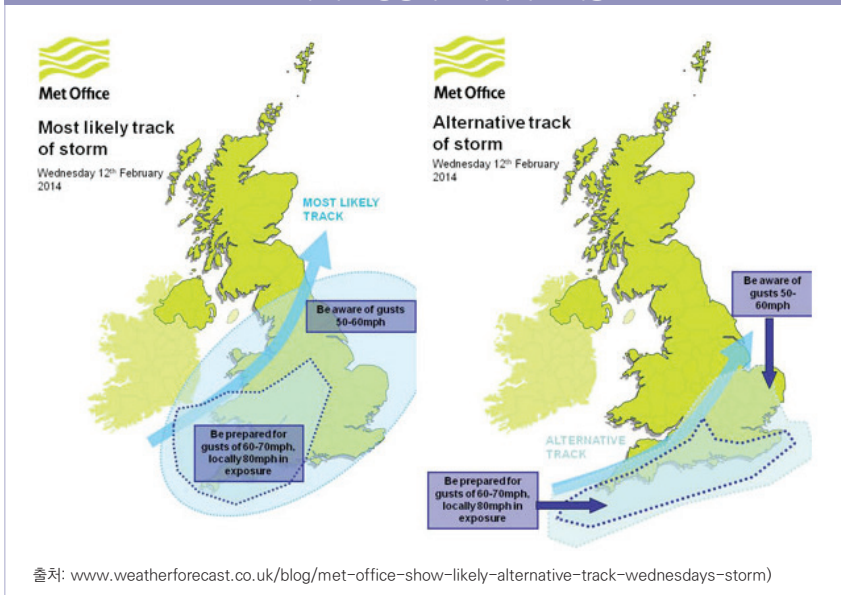 Met Office
Most likely track
of storm
Wednesday 12th February
2014
MOST LIKELY
TRACK
Be aware of gusts
50-60mph
Be prepared for
gusts of 60-70mph,
locally 80mph in
exposure
Met Office
Alternative track
of storm
Wednesday 12th February
2014
Be aware of
gusts 50-
60mph
ALTERNATIVE
TRACK
Be prepared for
gusts of 60-70mph,
locally 80mph in
exposure
출처: www.weatherforecast.co.uk/blog/met-office-show-likely-alternative-track-wednesdays-storm)